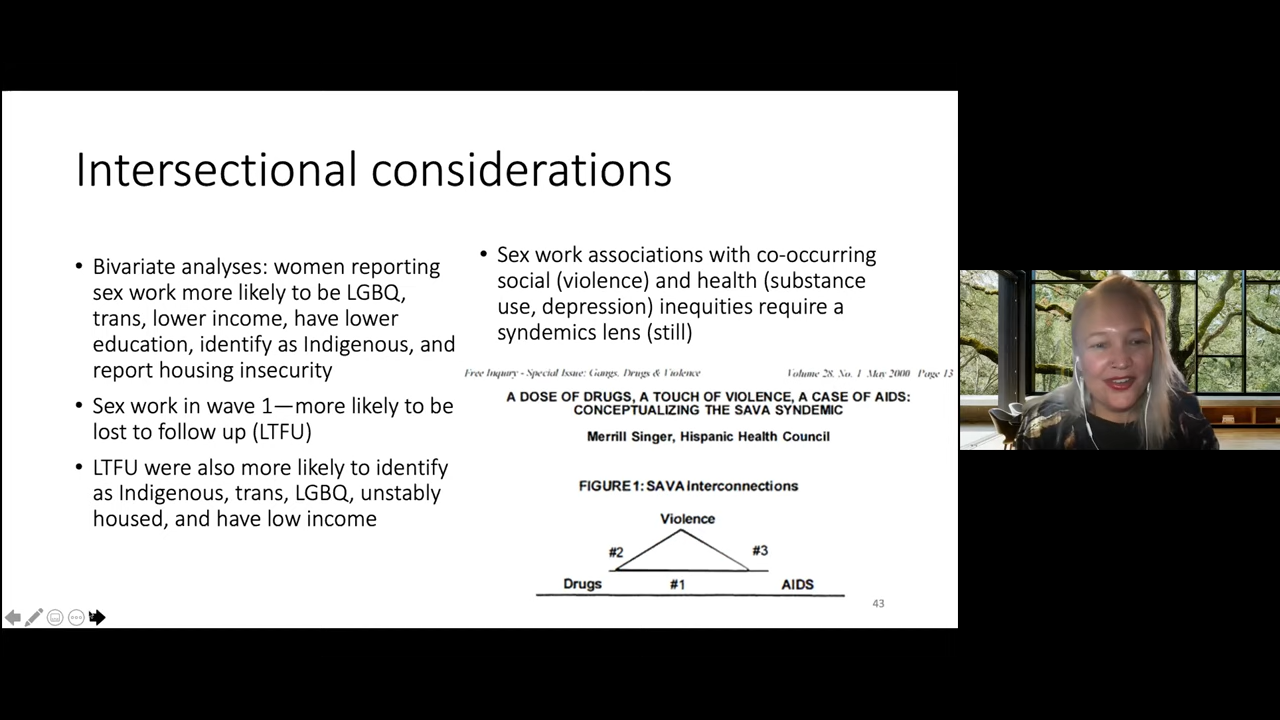 Intersectional considerations
• Bivariate analyses: women reporting
sex work more likely to be LGBQ,
trans, lower income, have lower
education, identify as Indigenous, and
report housing insecurity
• Sex work in wave 1—more likely to be
lost to follow up (LTFU)
• LTFU were also more likely to identify
as Indigenous, trans, LGBQ, unstably
housed, and have low income
• Sex work associations with co-occurring
social (violence) and health (substance
use, depression) inequities require a
syndemics lens (still)
Free Inquiry - Special Issue: Gangs, Drugs & Violence Volume 28, No. 1 May 2000 Page 13
A DOSE OF DRUGS, A TOUCH OF VIOLENCE, A CASE OF AIDS:
CONCEPTUALIZING THE SAVA SYNDEMIC
Merrill Singer, Hispanic Health Council
FIGURE 1: SAVA Interconnections
Violence
#2 #3
Drugs #1 AIDS
43